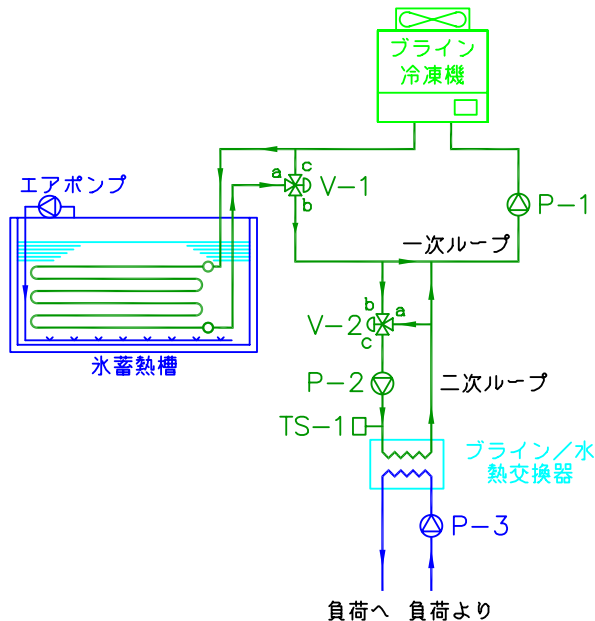 ブライン
冷凍機
エアポンプ
a
c
V-1
b
P-1
一次ループ
b
a
V-2
c
氷蓄熱槽
P-2
二次ループ
TS-1
ブライン／水
熱交換器
P-3
負荷へ
負荷より